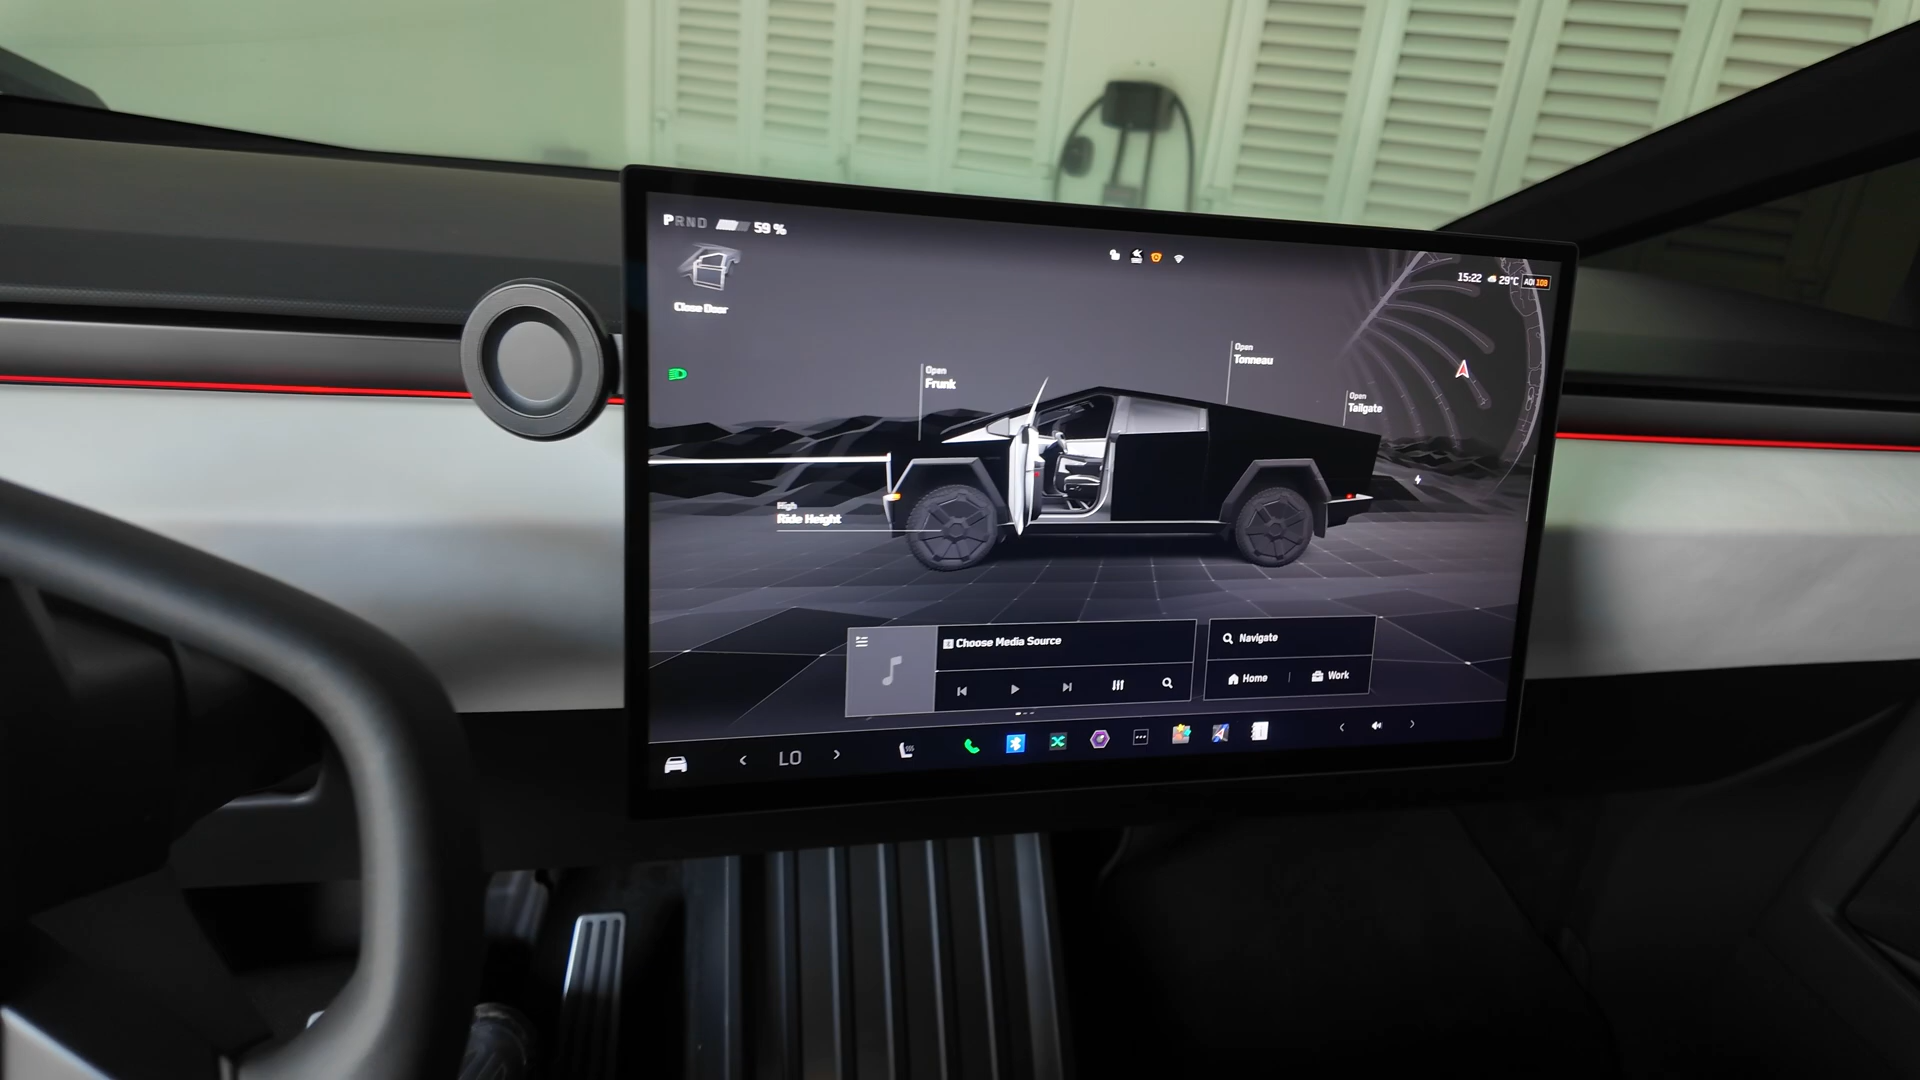 PRND 59 %
Close Door
15:22 29°C AQI 108
Open
Frunk
Open
Tonneau
Open
Tailgate
High
Ride Height
Choose Media Source
Navigate
Home
Work
LO